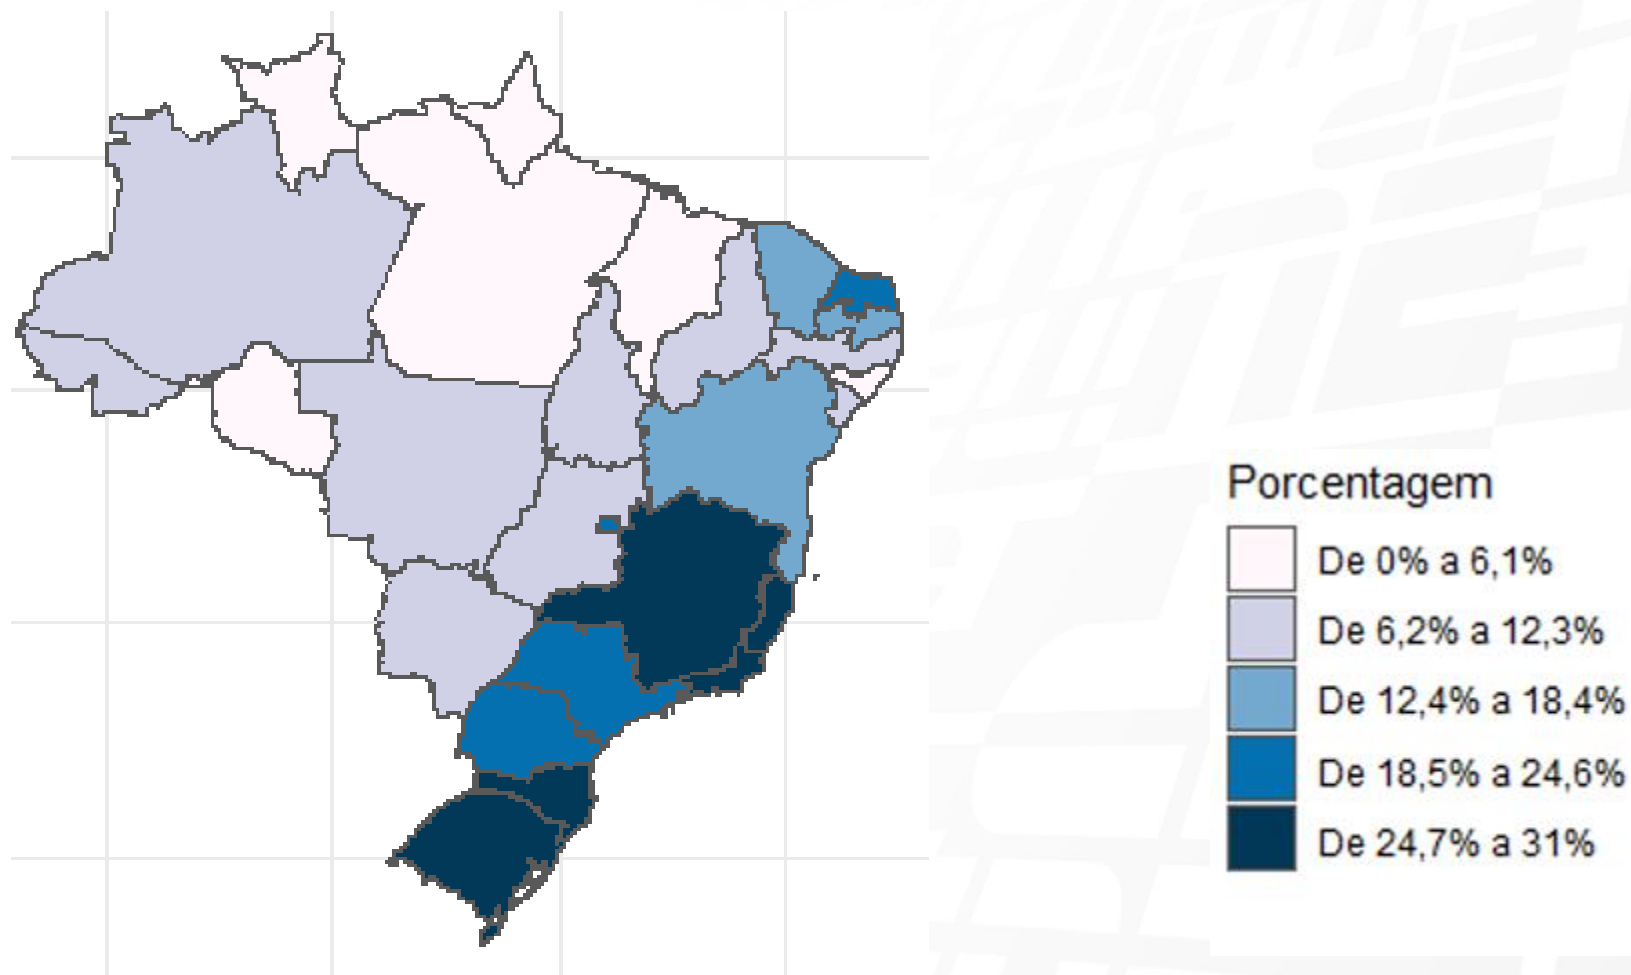 Porcentagem
De 0% a 6,1%
De 6,2% a 12,3%
De 12,4% a 18,4%
De 18,5% a 24,6%
De 24,7% a 31%